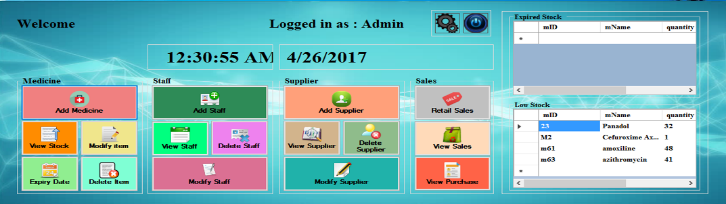 Welcome
Logged in as : Admin
12:30:55 AM
4/26/2017
Medicine
Add Medicine
View Stock
Modify item
Expiry Date
Delete Item
Staff
Add Staff
View Staff
Delete Staff
Modify Staff
Supplier
Add Supplier
View Supplier
Delete
Supplier
Modify Supplier
Sales
Retail Sales
View Sales
View Purchase
Expired Stock
mID mName quantity
*
Low Stock
mID mName quantity
23 Panadol 32
M2 Cefuroxime Ax... 1
m61 amoxiline 48
m63 azithromycin 41
*